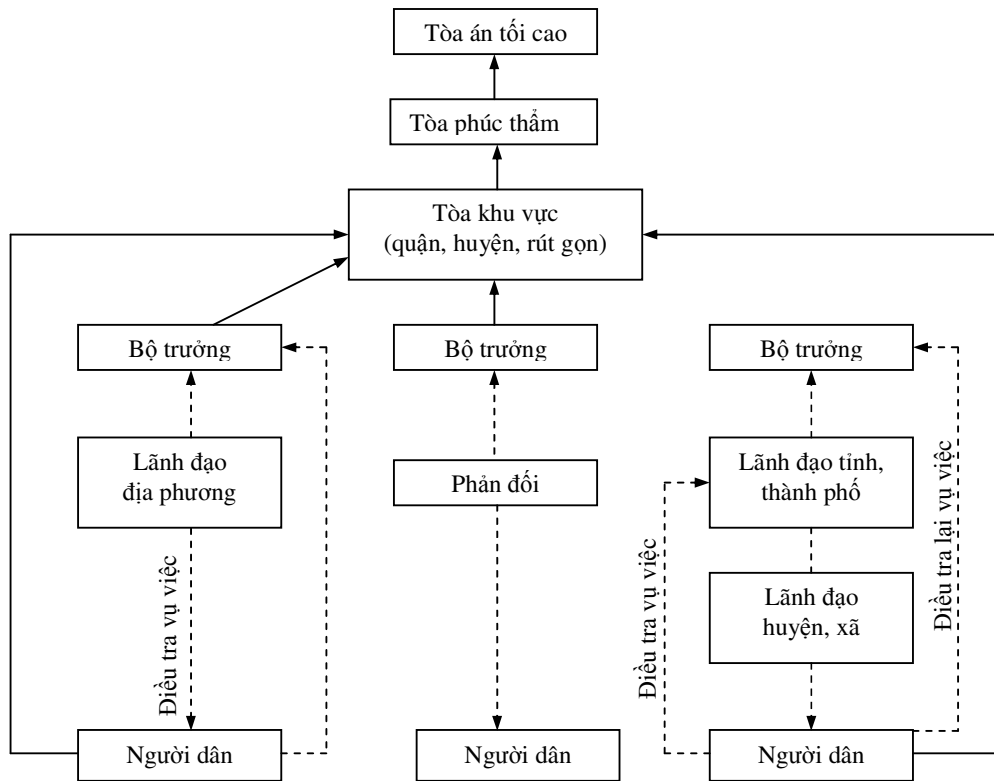 Tòa án tối cao
Tòa phúc thẩm
Tòa khu vực
(quận, huyện, rút gọn)
Bộ trưởng
Bộ trưởng
Bộ trưởng
Lãnh đạo
địa phương
Phản đối
Lãnh đạo tỉnh,
thành phố
Điều tra vụ việc
Điều tra vụ việc
Lãnh đạo
huyện, xã
Điều tra lại vụ việc
Người dân
Người dân
Người dân